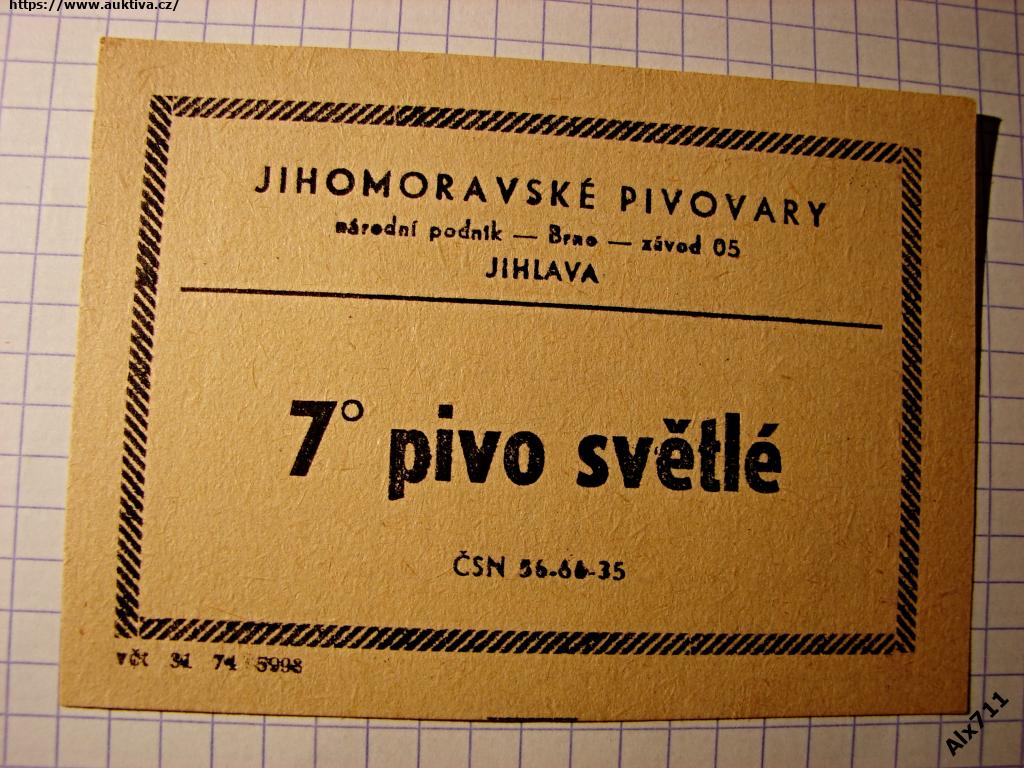 https://www.auktiva.cz/
JIHOMORAVSKÉ PIVOVARY
národní podnik — Brno — závod 05
JIHLAVA
7° pivo světlé
ČSN 56-66-35
VČT 31 74 5998
Alx711